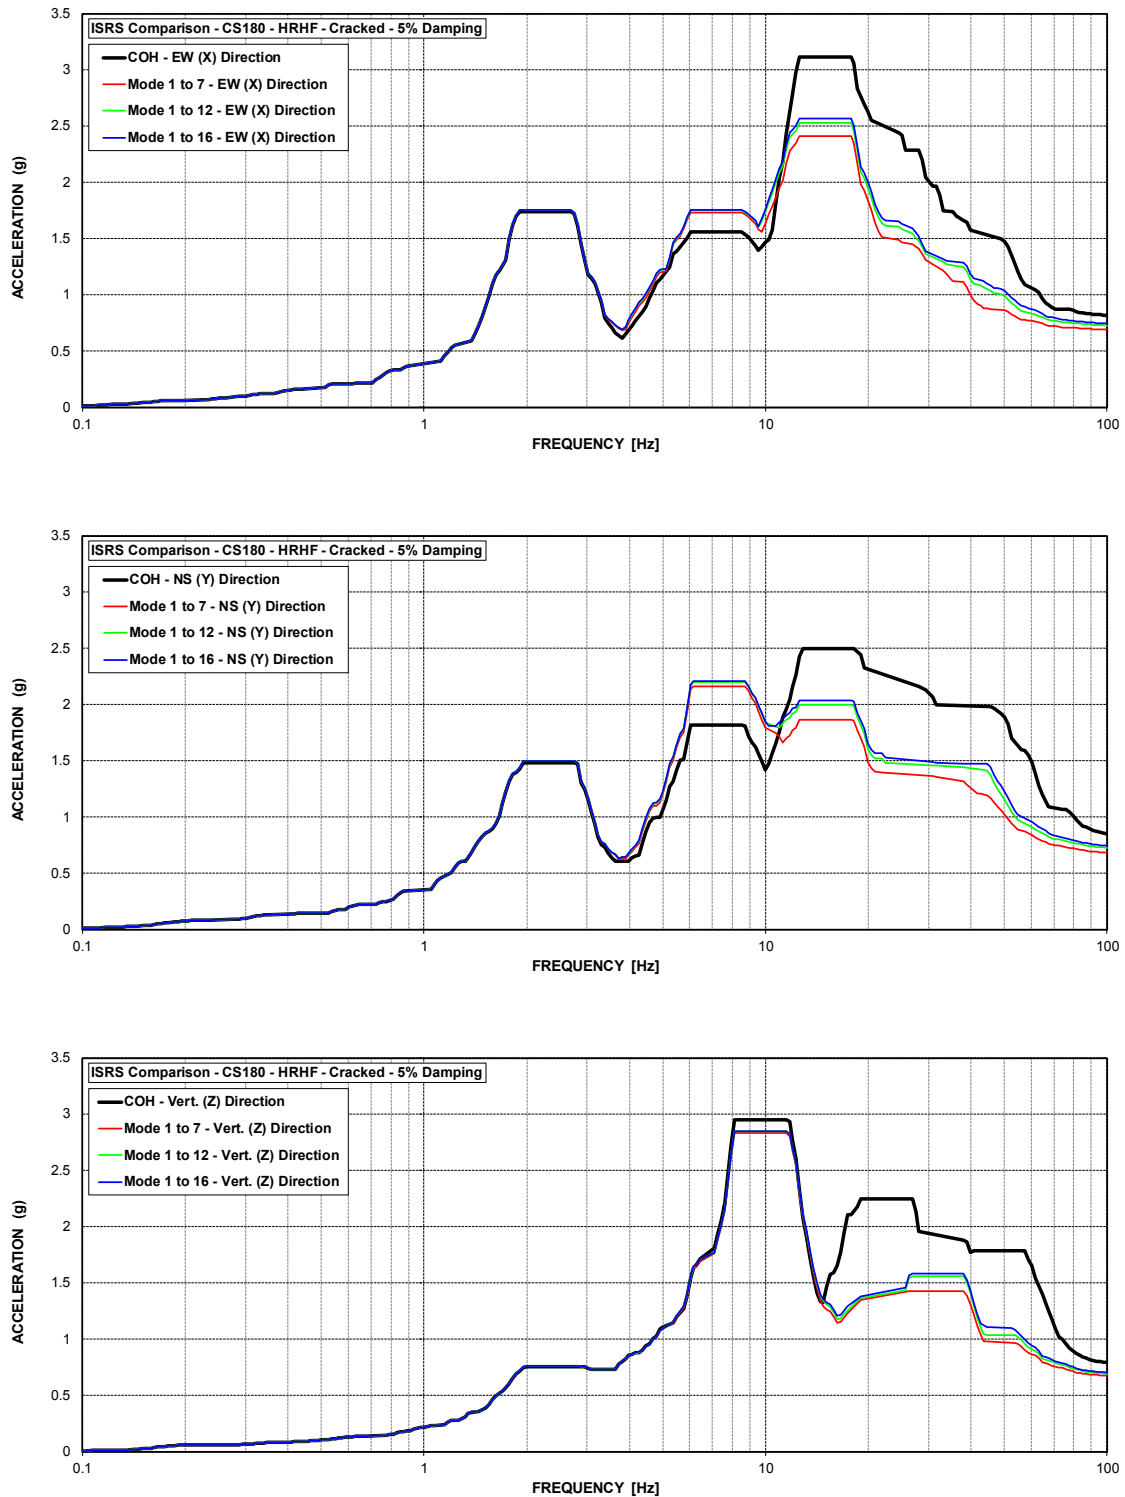 ISRS Comparison - CS180 - HRHF - Cracked - 5% Damping
COH - EW (X) Direction
Mode 1 to 7 - EW (X) Direction
Mode 1 to 12 - EW (X) Direction
Mode 1 to 16 - EW (X) Direction
ACCELERATION (g)
3.5
3
2.5
2
1.5
1
0.5
0
0.1
1
10
100
FREQUENCY [Hz]
ISRS Comparison - CS180 - HRHF - Cracked - 5% Damping
COH - NS (Y) Direction
Mode 1 to 7 - NS (Y) Direction
Mode 1 to 12 - NS (Y) Direction
Mode 1 to 16 - NS (Y) Direction
ACCELERATION (g)
3.5
3
2.5
2
1.5
1
0.5
0
0.1
1
10
100
FREQUENCY [Hz]
ISRS Comparison - CS180 - HRHF - Cracked - 5% Damping
COH - Vert. (Z) Direction
Mode 1 to 7 - Vert. (Z) Direction
Mode 1 to 12 - Vert. (Z) Direction
Mode 1 to 16 - Vert. (Z) Direction
ACCELERATION (g)
3.5
3
2.5
2
1.5
1
0.5
0
0.1
1
10
100
FREQUENCY [Hz]